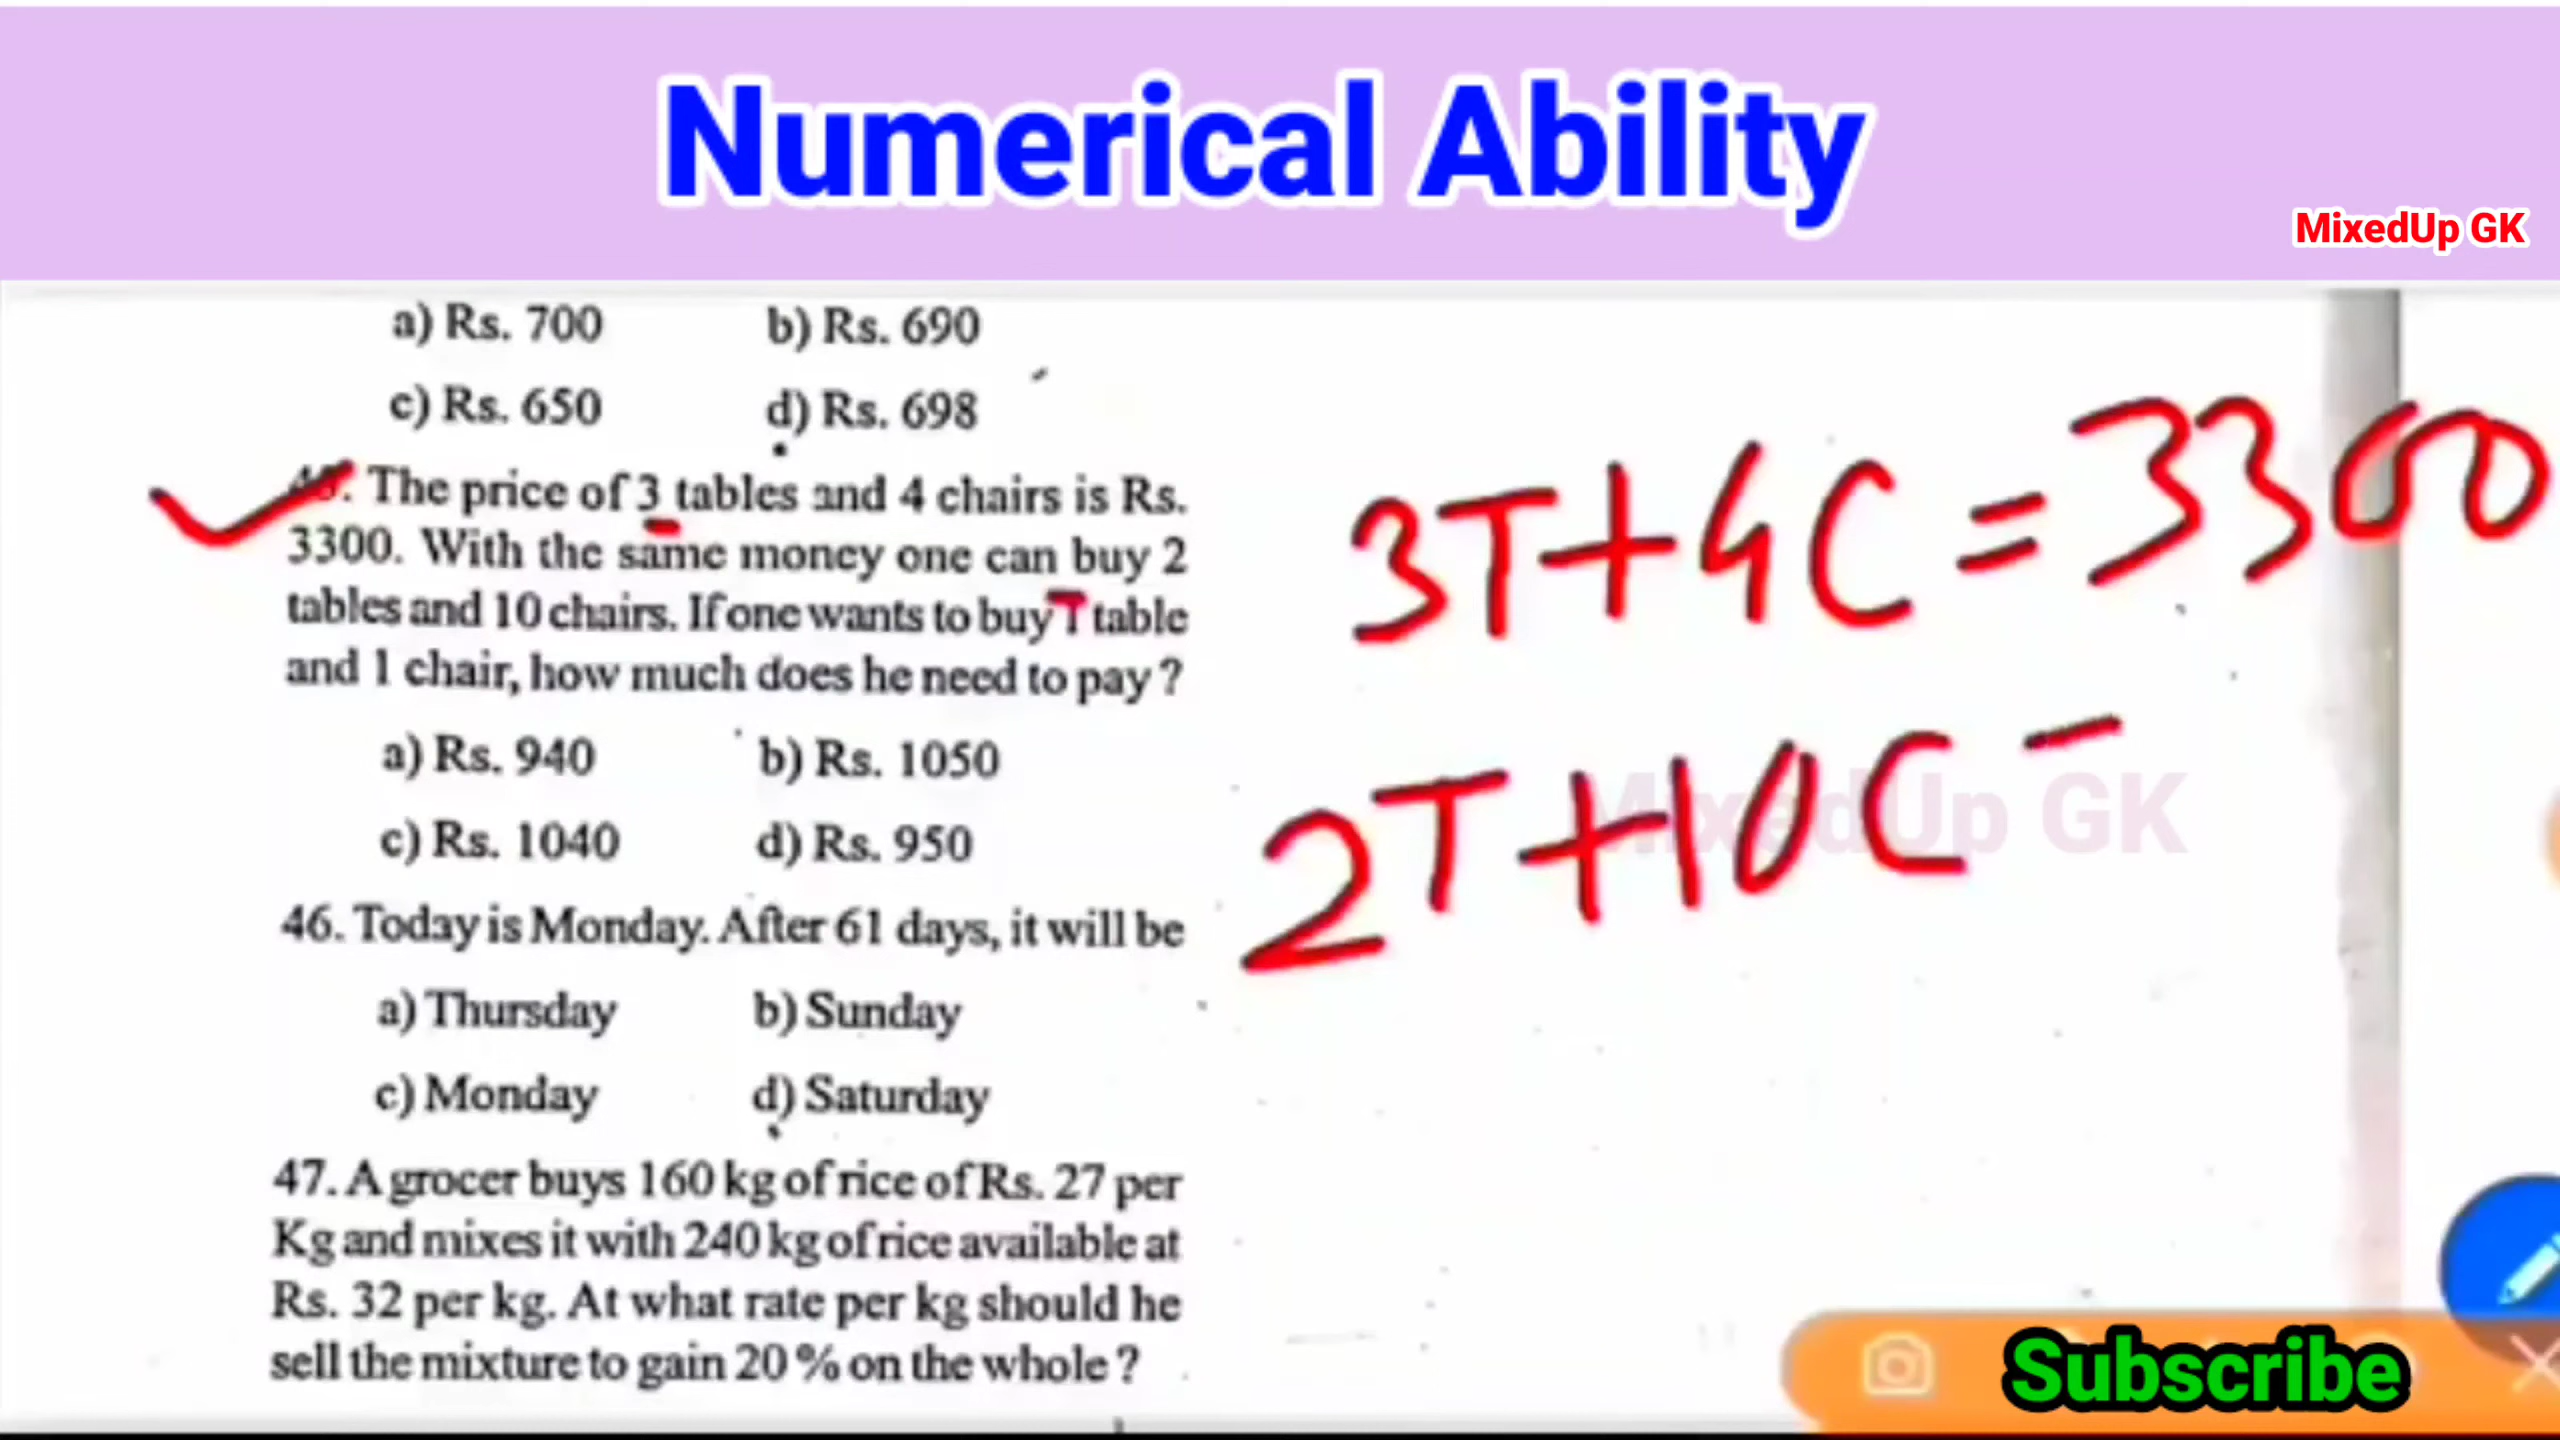 Numerical Ability
MixedUp GK
a) Rs. 700 b) Rs. 690
c) Rs. 650 d) Rs. 698
The price of 3 tables and 4 chairs is Rs.
3300. With the same money one can buy 2
tables and 10 chairs. If one wants to buy 1 table
and 1 chair, how much does he need to pay ?
a) Rs. 940 b) Rs. 1050
c) Rs. 1040 d) Rs. 950
46. Today is Monday. After 61 days, it will be
a) Thursday b) Sunday
c) Monday d) Saturday
47. A grocer buys 160 kg of rice of Rs. 27 per
Kg and mixes it with 240 kg of rice available at
Rs. 32 per kg. At what rate per kg should he
sell the mixture to gain 20 % on the whole ?
3T+4C=3300
2T+10C=
MixedUp GK
Subscribe